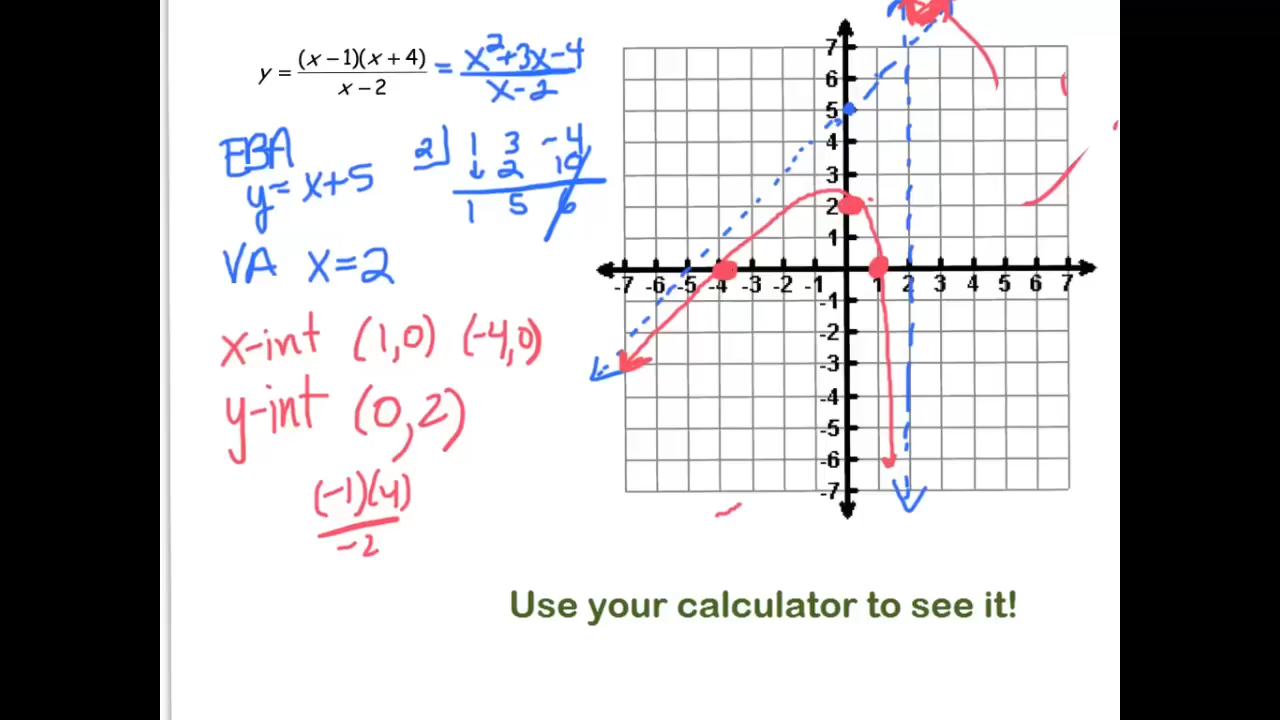 y = (x − 1)(x + 4) / x − 2 = x²+3x−4 / x−2
EBA
y = x+5
2 | 1 3 −4
↓ 2 10
1 5 6
VA x=2
x-int (1,0) (-4,0)
y-int (0,2)
(-1)(4)
-2
7
6
5
4
3
2
1
-7 -6 -5 -4 -3 -2 -1 1 2 3 4 5 6 7
-1
-2
-3
-4
-5
-6
-7
Use your calculator to see it!